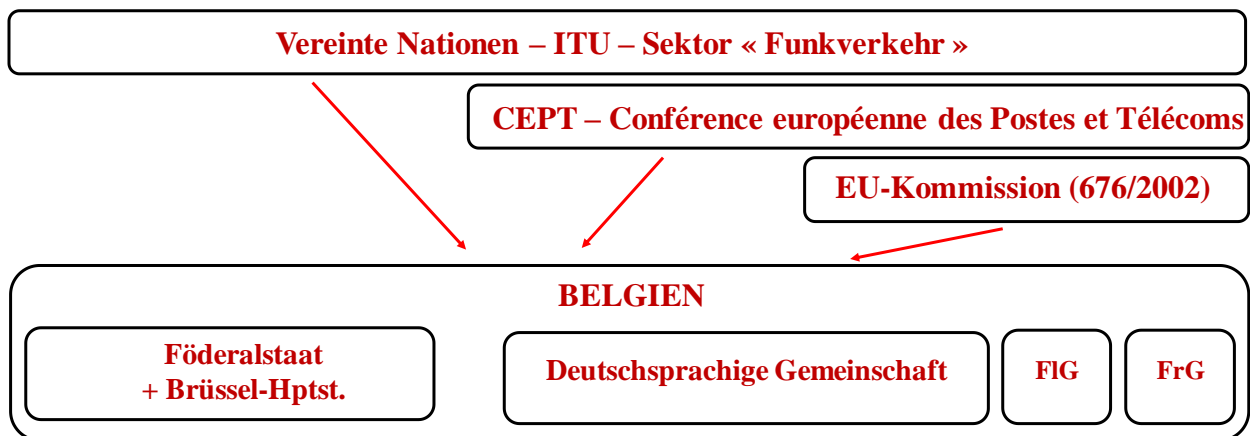 Vereinte Nationen – ITU – Sektor « Funkverkehr »
CEPT – Conférence européenne des Postes et Télécoms
EU-Kommission (676/2002)
BELGIEN
Föderalstaat
+ Brüssel-Hptst.
Deutschsprachige Gemeinschaft
FlG
FrG